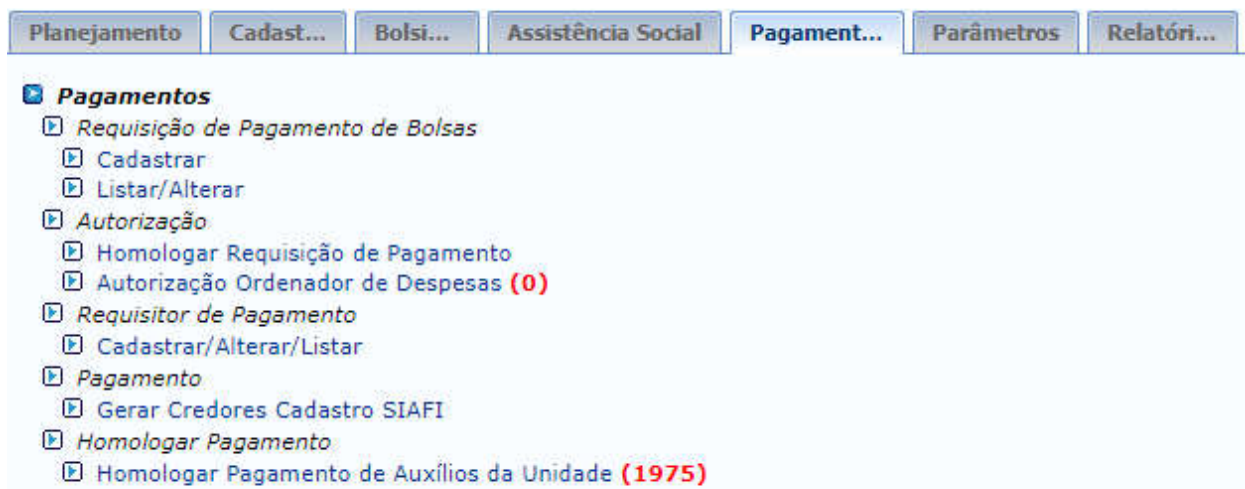 Planejamento Cadast... Bolsi... Assistência Social Pagament... Parâmetros Relatóri...
Pagamentos
Requisição de Pagamento de Bolsas
Cadastrar
Listar/Alterar
Autorização
Homologar Requisição de Pagamento
Autorização Ordenador de Despesas (0)
Requisitor de Pagamento
Cadastrar/Alterar/Listar
Pagamento
Gerar Credores Cadastro SIAFI
Homologar Pagamento
Homologar Pagamento de Auxílios da Unidade (1975)